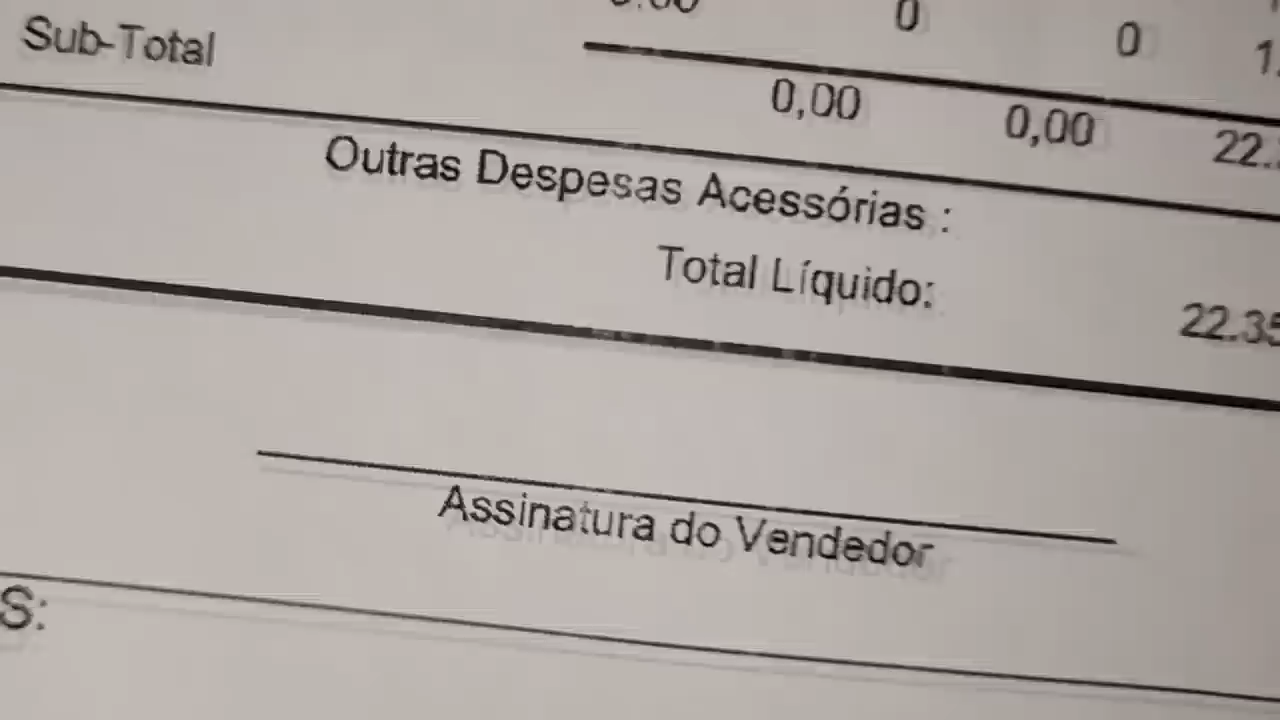 0 0
Sub-Total 0,00 0,00 22.
Outras Despesas Acessórias :
Total Líquido: 22.35
Assinatura do Vendedor
S: